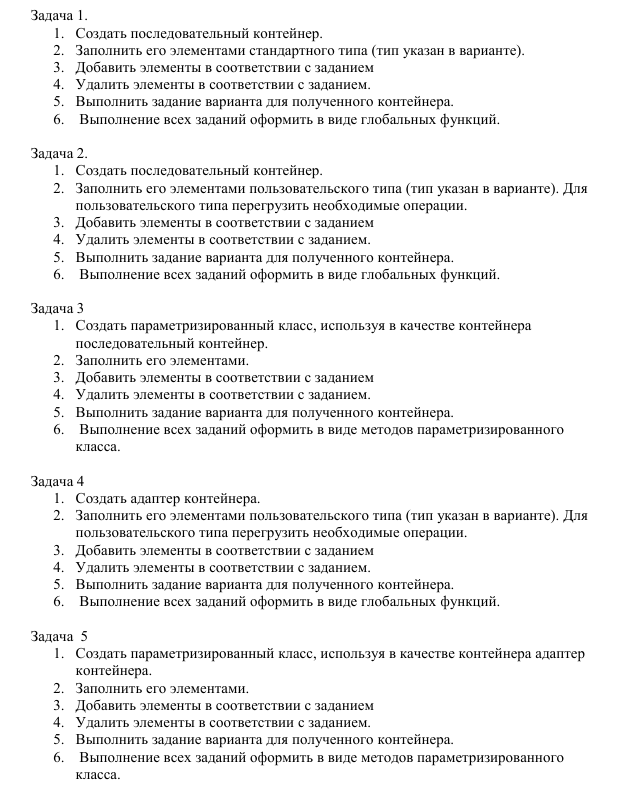 Задача 1.
1. Создать последовательный контейнер.
2. Заполнить его элементами стандартного типа (тип указан в варианте).
3. Добавить элементы в соответствии с заданием
4. Удалить элементы в соответствии с заданием.
5. Выполнить задание варианта для полученного контейнера.
6. Выполнение всех заданий оформить в виде глобальных функций.
Задача 2.
1. Создать последовательный контейнер.
2. Заполнить его элементами пользовательского типа (тип указан в варианте). Для
пользовательского типа перегрузить необходимые операции.
3. Добавить элементы в соответствии с заданием
4. Удалить элементы в соответствии с заданием.
5. Выполнить задание варианта для полученного контейнера.
6. Выполнение всех заданий оформить в виде глобальных функций.
Задача 3
1. Создать параметризированный класс, используя в качестве контейнера
последовательный контейнер.
2. Заполнить его элементами.
3. Добавить элементы в соответствии с заданием
4. Удалить элементы в соответствии с заданием.
5. Выполнить задание варианта для полученного контейнера.
6. Выполнение всех заданий оформить в виде методов параметризированного
класса.
Задача 4
1. Создать адаптер контейнера.
2. Заполнить его элементами пользовательского типа (тип указан в варианте). Для
пользовательского типа перегрузить необходимые операции.
3. Добавить элементы в соответствии с заданием
4. Удалить элементы в соответствии с заданием.
5. Выполнить задание варианта для полученного контейнера.
6. Выполнение всех заданий оформить в виде глобальных функций.
Задача 5
1. Создать параметризированный класс, используя в качестве контейнера адаптер
контейнера.
2. Заполнить его элементами.
3. Добавить элементы в соответствии с заданием
4. Удалить элементы в соответствии с заданием.
5. Выполнить задание варианта для полученного контейнера.
6. Выполнение всех заданий оформить в виде методов параметризированного
класса.